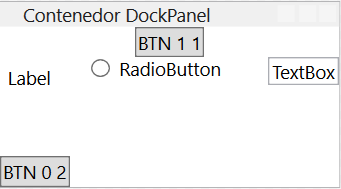 Contenedor DockPanel
BTN 1 1
Label
RadioButton
TextBox
BTN 0 2